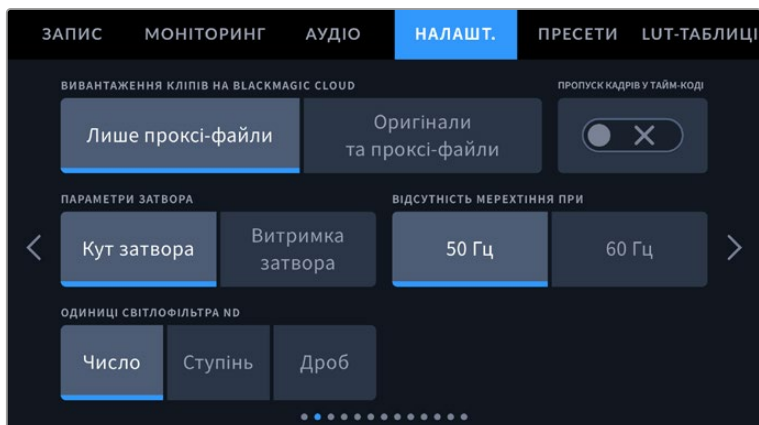 ЗАПИС МОНІТОРИНГ АУДІО НАЛАШТ. ПРЕСЕТИ LUT-ТАБЛИЦІ
ВИВАНТАЖЕННЯ КЛІПІВ НА BLACKMAGIC CLOUD ПРОПУСК КАДРІВ У ТАЙМ-КОДІ
Лише проксі-файли
Оригінали
та проксі-файли
ПАРАМЕТРИ ЗАТВОРА ВІДСУТНІСТЬ МЕРЕХТІННЯ ПРИ
Кут затвора
Витримка
затвора
50 Гц 60 Гц
ОДИНИЦІ СВІТЛОФІЛЬТРА ND
Число Ступінь Дроб